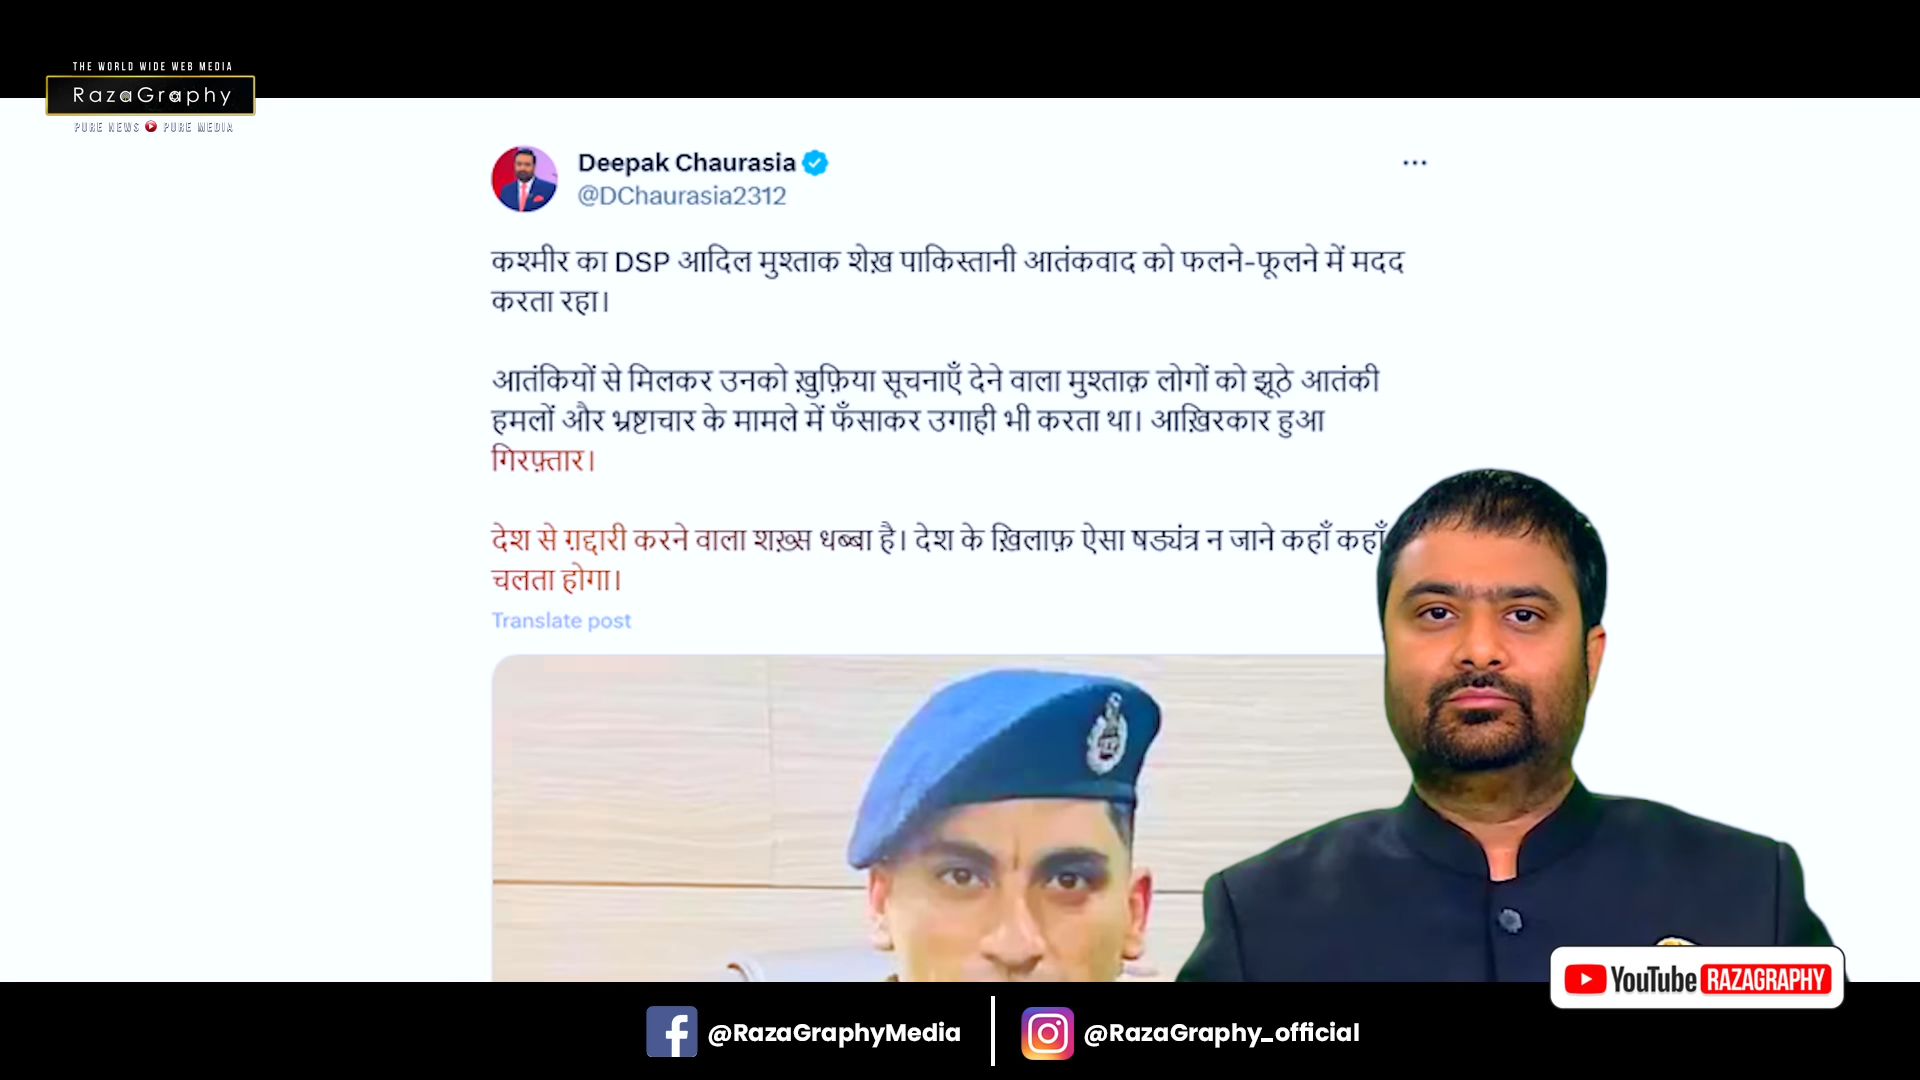 THE WORLD WIDE WEB MEDIA
RazaGraphy
PURE NEWS PURE MEDIA
Deepak Chaurasia
@DChaurasia2312
कश्मीर का DSP आदिल मुश्ताक शेख़ पाकिस्तानी आतंकवाद को फलने-फूलने में मदद
करता रहा।
आतंकियों से मिलकर उनको ख़ुफ़िया सूचनाएँ देने वाला मुश्ताक़ लोगों को झूठे आतंकी
हमलों और भ्रष्टाचार के मामले में फँसाकर उगाही भी करता था। आख़िरकार हुआ
गिरफ़्तार।
देश से ग़द्दारी करने वाला शख़्स धब्बा है। देश के ख़िलाफ़ ऐसा षड्यंत्र न जाने कहाँ कहाँ
चलता होगा।
Translate post
YouTube RAZAGRAPHY
@RazaGraphyMedia
@RazaGraphy_official